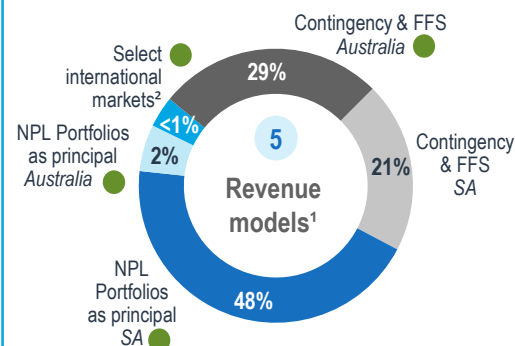 Contingency & FFS
Australia
29%
Contingency
& FFS
SA
21%
NPL
Portfolios
as principal
SA
48%
NPL Portfolios
as principal
Australia
2%
Select
international
markets²
<1%
5
Revenue
models¹